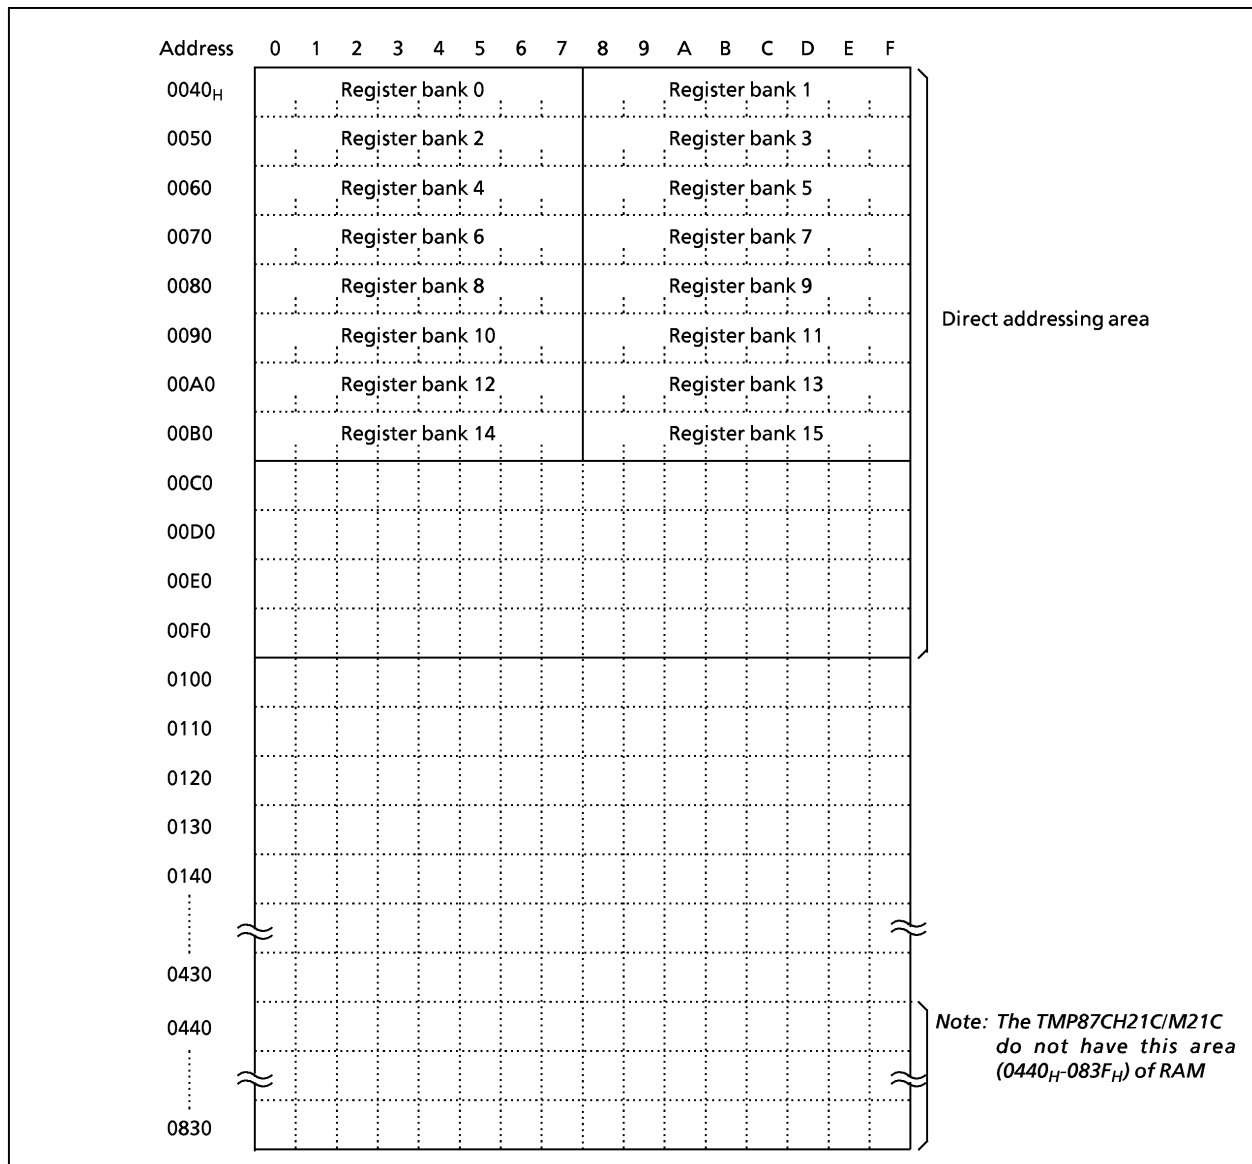 Address 0 1 2 3 4 5 6 7 8 9 A B C D E F
0040H Register bank 0 Register bank 1
0050 Register bank 2 Register bank 3
0060 Register bank 4 Register bank 5
0070 Register bank 6 Register bank 7
0080 Register bank 8 Register bank 9
Direct addressing area
0090 Register bank 10 Register bank 11
00A0 Register bank 12 Register bank 13
00B0 Register bank 14 Register bank 15
00C0
00D0
00E0
00F0
0100
0110
0120
0130
0140
0430
0440
Note: The TMP87CH21C/M21C
do not have this area
(0440H-083FH) of RAM
0830